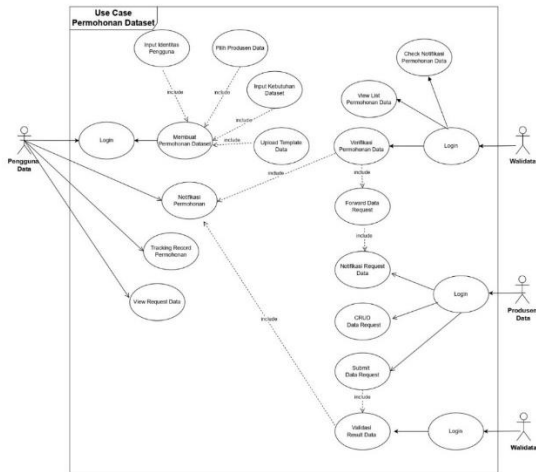 Use Case
Permohonan Dataset
Input Identitas
Pengguna
Pilih Produsen Data
Input Kebutuhan
Dataset
Upload Template
Data
include
include
include
include
Check Notifikasi
Permohonan Data
View List
Permohonan Data
Pengguna
Data
Login
Membuat
Permohonan Dataset
Verifikasi
Permohonan Data
Login
Walidata
include
include
Notifikasi
Permohonan
Forward Data
Request
include
Tracking Record
Permohonan
Notifikasi Request
Data
View Request Data
Login
Produsen
Data
CRUD
Data Request
include
Submit
Data Request
include
Validasi
Result Data
Login
Walidata